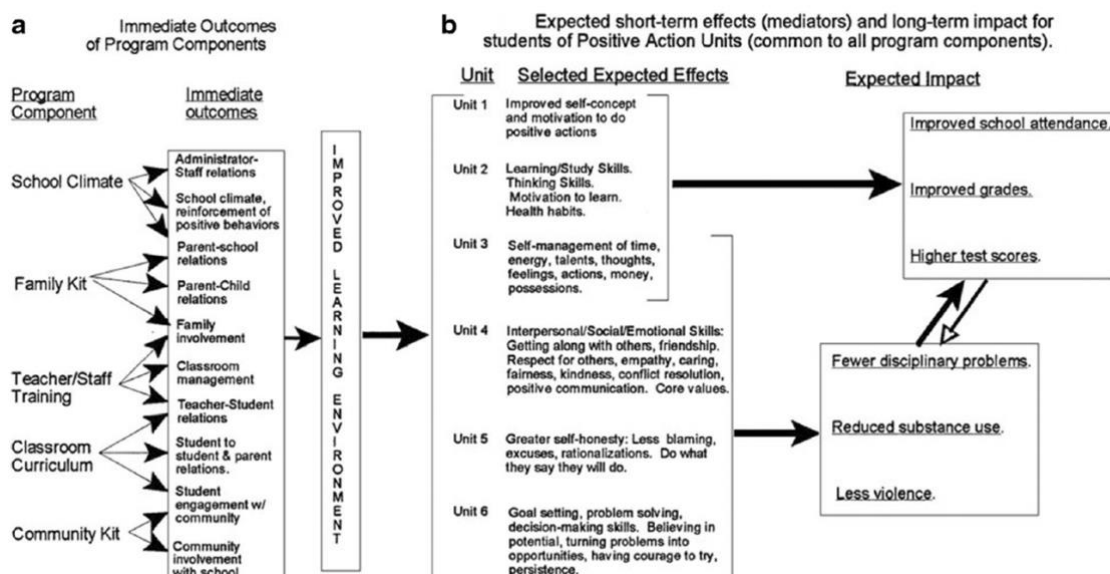 a
Immediate Outcomes
of Program Components
Program
Component
Immediate
outcomes
School Climate
Family Kit
Teacher/Staff
Training
Classroom
Curriculum
Community Kit
Administrator-
Staff relations
School climate,
reinforcement of
positive behaviors
Parent-school
relations
Parent-Child
relations
Family
involvement
Classroom
management
Teacher-Student
relations
Student to
student & parent
relations.
Student
engagement w/
community
Community
involvement
with school
IMPROVED LEARNING ENVIRONMENT
b
Expected short-term effects (mediators) and long-term impact for
students of Positive Action Units (common to all program components).
Unit
Selected Expected Effects
Expected Impact
Unit 1
Improved self-concept
and motivation to do
positive actions
Unit 2
Learning/Study Skills.
Thinking Skills.
Motivation to learn.
Health habits.
Unit 3
Self-management of time,
energy, talents, thoughts,
feelings, actions, money,
possessions.
Unit 4
Interpersonal/Social/Emotional Skills:
Getting along with others, friendship.
Respect for others, empathy, caring,
fairness, kindness, conflict resolution,
positive communication. Core values.
Unit 5
Greater self-honesty: Less blaming,
excuses, rationalizations. Do what
they say they will do.
Unit 6
Goal setting, problem solving,
decision-making skills. Believing in
potential, turning problems into
opportunities, having courage to try,
persistence.
Improved school attendance.
Improved grades.
Higher test scores.
Fewer disciplinary problems.
Reduced substance use.
Less violence.